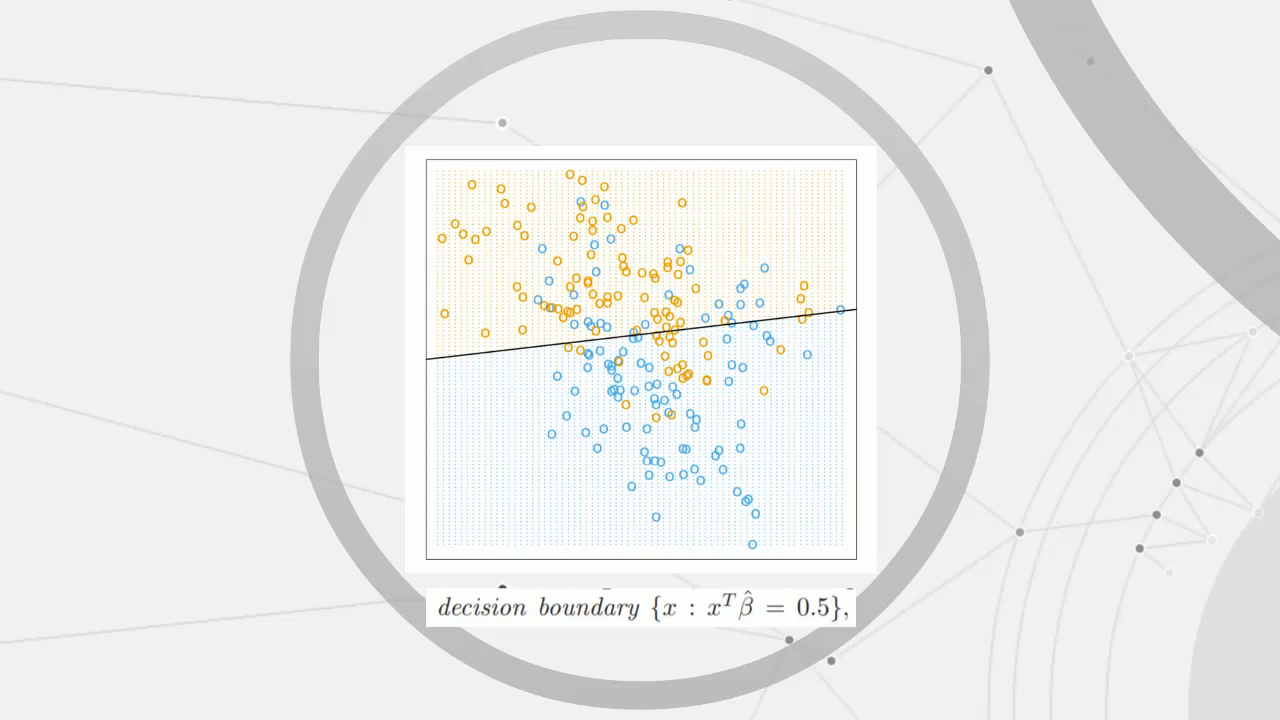 decision boundary {x : x^T β̂ = 0.5},